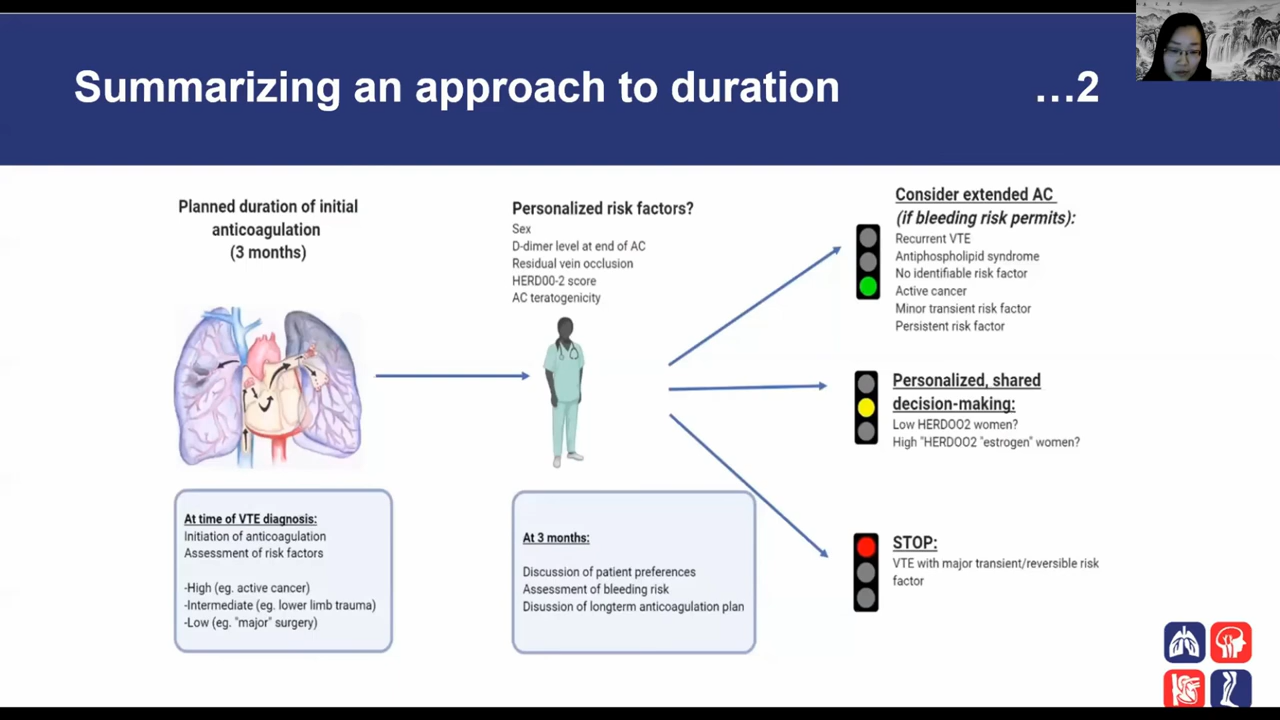 Summarizing an approach to duration …2
Planned duration of initial
anticoagulation
(3 months)
At time of VTE diagnosis:
Initiation of anticoagulation
Assessment of risk factors
-High (eg. active cancer)
-Intermediate (eg. lower limb trauma)
-Low (eg. "major" surgery)
Personalized risk factors?
Sex
D-dimer level at end of AC
Residual vein occlusion
HERD00-2 score
AC teratogenicity
At 3 months:
Discussion of patient preferences
Assessment of bleeding risk
Disussion of longterm anticoagulation plan
Consider extended AC
(if bleeding risk permits):
Recurrent VTE
Antiphospholipid syndrome
No identifiable risk factor
Active cancer
Minor transient risk factor
Persistent risk factor
Personalized, shared
decision-making:
Low HERDOO2 women?
High "HERDOO2 "estrogen" women?
STOP:
VTE with major transient/reversible risk
factor